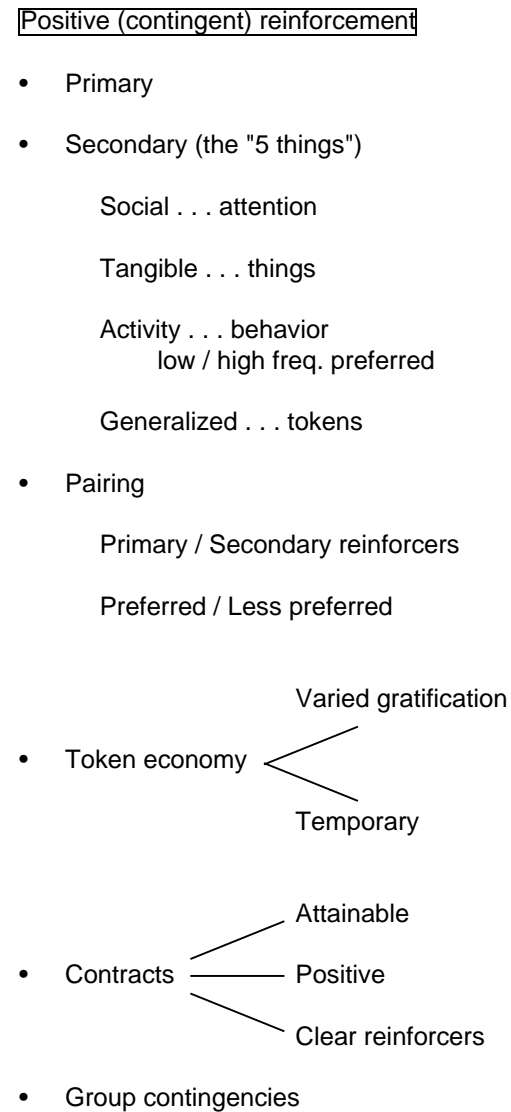 Positive (contingent) reinforcement
• Primary
• Secondary (the "5 things")
Social . . . attention
Tangible . . . things
Activity . . . behavior
low / high freq. preferred
Generalized . . . tokens
• Pairing
Primary / Secondary reinforcers
Preferred / Less preferred
Varied gratification
• Token economy
Temporary
Attainable
• Contracts Positive
Clear reinforcers
• Group contingencies